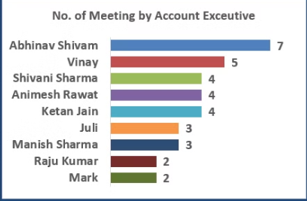 No. of Meeting by Account Exceutive
Abhinav Shivam 7
Vinay 5
Shivani Sharma 4
Animesh Rawat 4
Ketan Jain 4
Juli 3
Manish Sharma 3
Raju Kumar 2
Mark 2